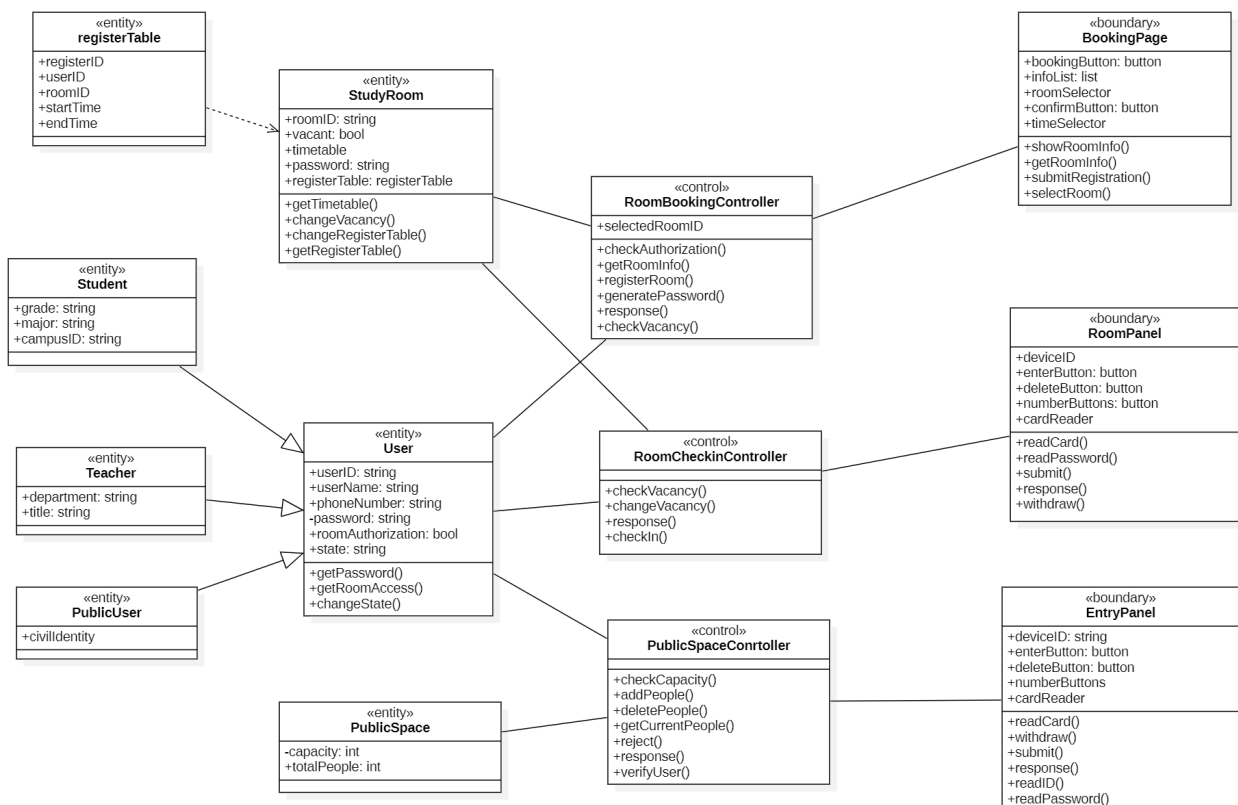 «entity»
registerTable
+registerID
+userID
+roomID
+startTime
+endTime
«entity»
StudyRoom
+roomID: string
+vacant: bool
+timetable
+password: string
+registerTable: registerTable
+getTimetable()
+changeVacancy()
+changeRegisterTable()
+getRegisterTable()
«boundary»
BookingPage
+bookingButton: button
+infoList: list
+roomSelector
+confirmButton: button
+timeSelector
+showRoomInfo()
+getRoomInfo()
+submitRegistration()
+selectRoom()
«control»
RoomBookingController
+selectedRoomID
+checkAuthorization()
+getRoomInfo()
+registerRoom()
+generatePassword()
+response()
+checkVacancy()
«entity»
Student
+grade: string
+major: string
+campusID: string
«boundary»
RoomPanel
+deviceID
+enterButton: button
+deleteButton: button
+numberButtons: button
+cardReader
+readCard()
+readPassword()
+submit()
+response()
+withdraw()
«entity»
User
+userID: string
+userName: string
+phoneNumber: string
-password: string
+roomAuthorization: bool
+state: string
+getPassword()
+getRoomAccess()
+changeState()
«control»
RoomCheckinController
+checkVacancy()
+changeVacancy()
+response()
+checkIn()
«entity»
Teacher
+department: string
+title: string
«entity»
PublicUser
+civilIdentity
«control»
PublicSpaceConrtoller
+checkCapacity()
+addPeople()
+deletePeople()
+getCurrentPeople()
+reject()
+response()
+verifyUser()
«boundary»
EntryPanel
+deviceID: string
+enterButton: button
+deleteButton: button
+numberButtons
+cardReader
+readCard()
+withdraw()
+submit()
+response()
+readID()
+readPassword()
«entity»
PublicSpace
-capacity: int
+totalPeople: int